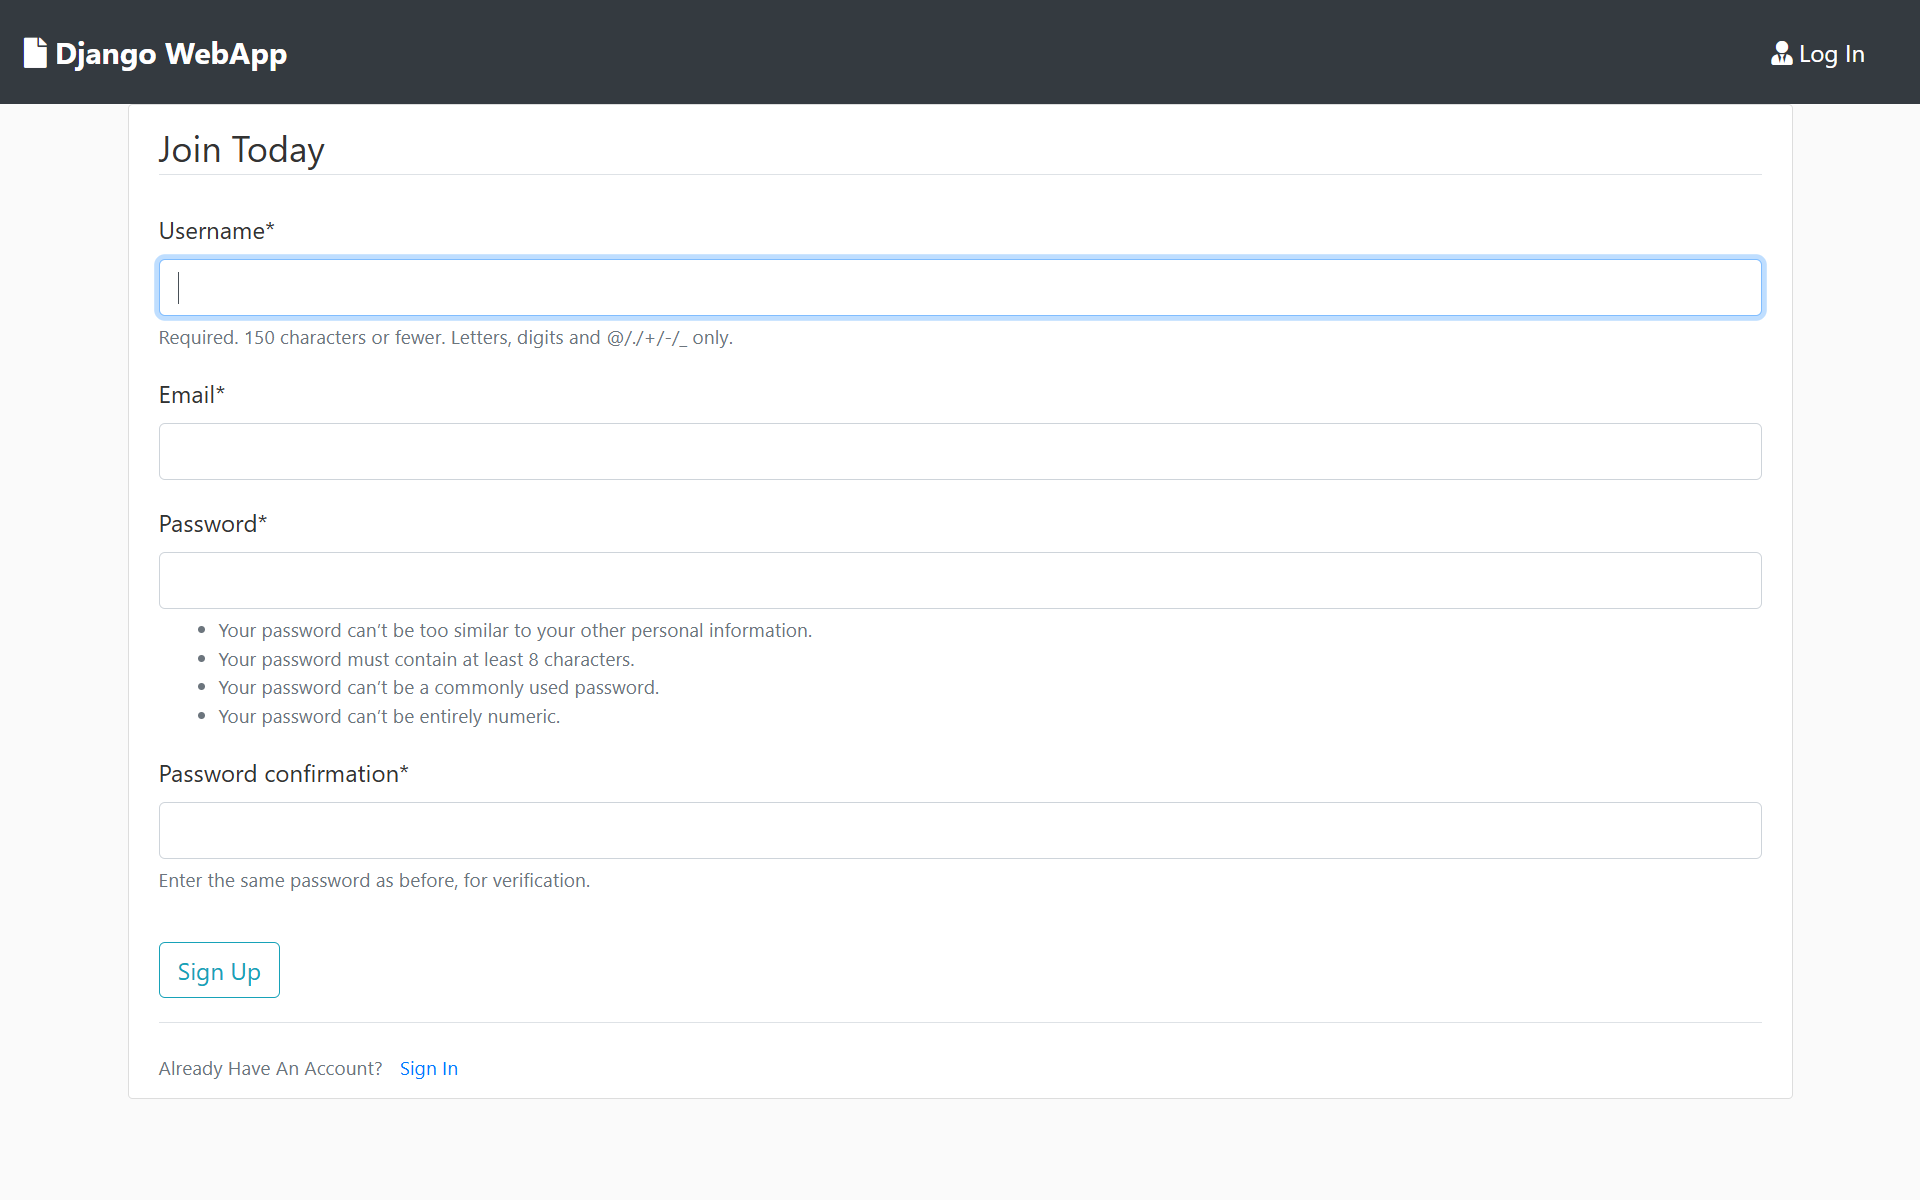 Django WebApp
Log In
Join Today
Username*
Required. 150 characters or fewer. Letters, digits and @/./+/-/_ only.
Email*
Password*
Your password can't be too similar to your other personal information.
Your password must contain at least 8 characters.
Your password can't be a commonly used password.
Your password can't be entirely numeric.
Password confirmation*
Enter the same password as before, for verification.
Sign Up
Already Have An Account? Sign In